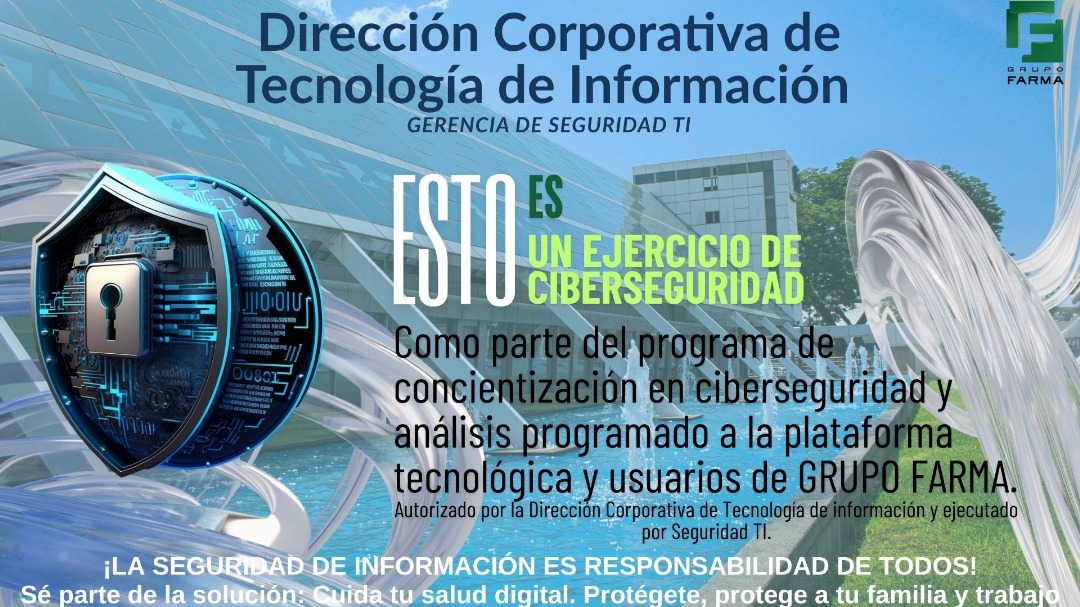 Dirección Corporativa de
Tecnología de Información
GERENCIA DE SEGURIDAD TI
GRUPO
FARMA
ESTO ES
UN EJERCICIO DE
CIBERSEGURIDAD
Como parte del programa de
concientización en ciberseguridad y
análisis programado a la plataforma
tecnológica y usuarios de GRUPO FARMA.
Autorizado por la Dirección Corporativa de Tecnología de información y ejecutado
por Seguridad TI.
¡LA SEGURIDAD DE INFORMACIÓN ES RESPONSABILIDAD DE TODOS!
Sé parte de la solución: Cuida tu salud digital. Protégete, protege a tu familia y trabajo